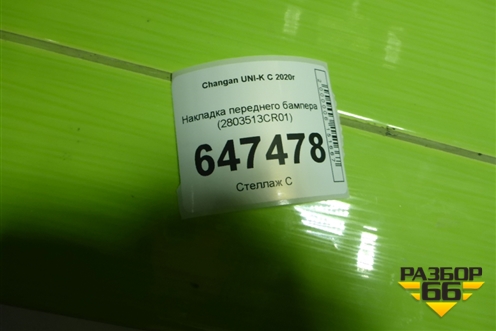 Changan UNI-K С 2020г
Накладка переднего бампера
(2803513CR01)
647478
Стеллаж С
РАЗБОР
66